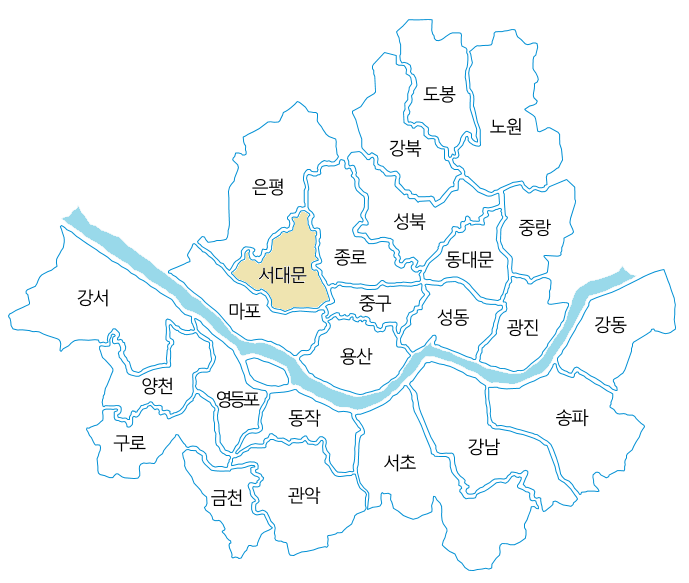 도봉
노원
강북
은평
성북
중랑
종로
동대문
서대문
강서
중구
마포
성동
광진
강동
용산
양천
영등포
동작
송파
구로
강남
서초
금천
관악